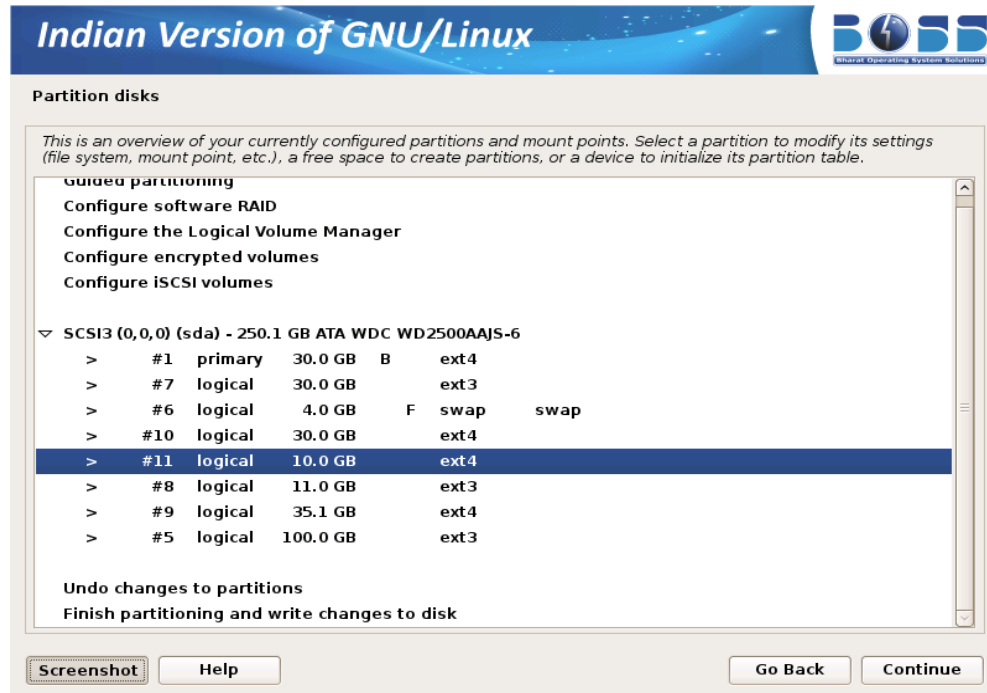 Indian Version of GNU/Linux
BOSS
Bharat Operating System Solutions
Partition disks
This is an overview of your currently configured partitions and mount points. Select a partition to modify its settings
(file system, mount point, etc.), a free space to create partitions, or a device to initialize its partition table.
Guided partitioning
Configure software RAID
Configure the Logical Volume Manager
Configure encrypted volumes
Configure iSCSI volumes
SCSI3 (0,0,0) (sda) - 250.1 GB ATA WDC WD2500AAJS-6
> #1 primary 30.0 GB B ext4
> #7 logical 30.0 GB ext3
> #6 logical 4.0 GB F swap swap
> #10 logical 30.0 GB ext4
> #11 logical 10.0 GB ext4
> #8 logical 11.0 GB ext3
> #9 logical 35.1 GB ext4
> #5 logical 100.0 GB ext3
Undo changes to partitions
Finish partitioning and write changes to disk
Screenshot Help Go Back Continue